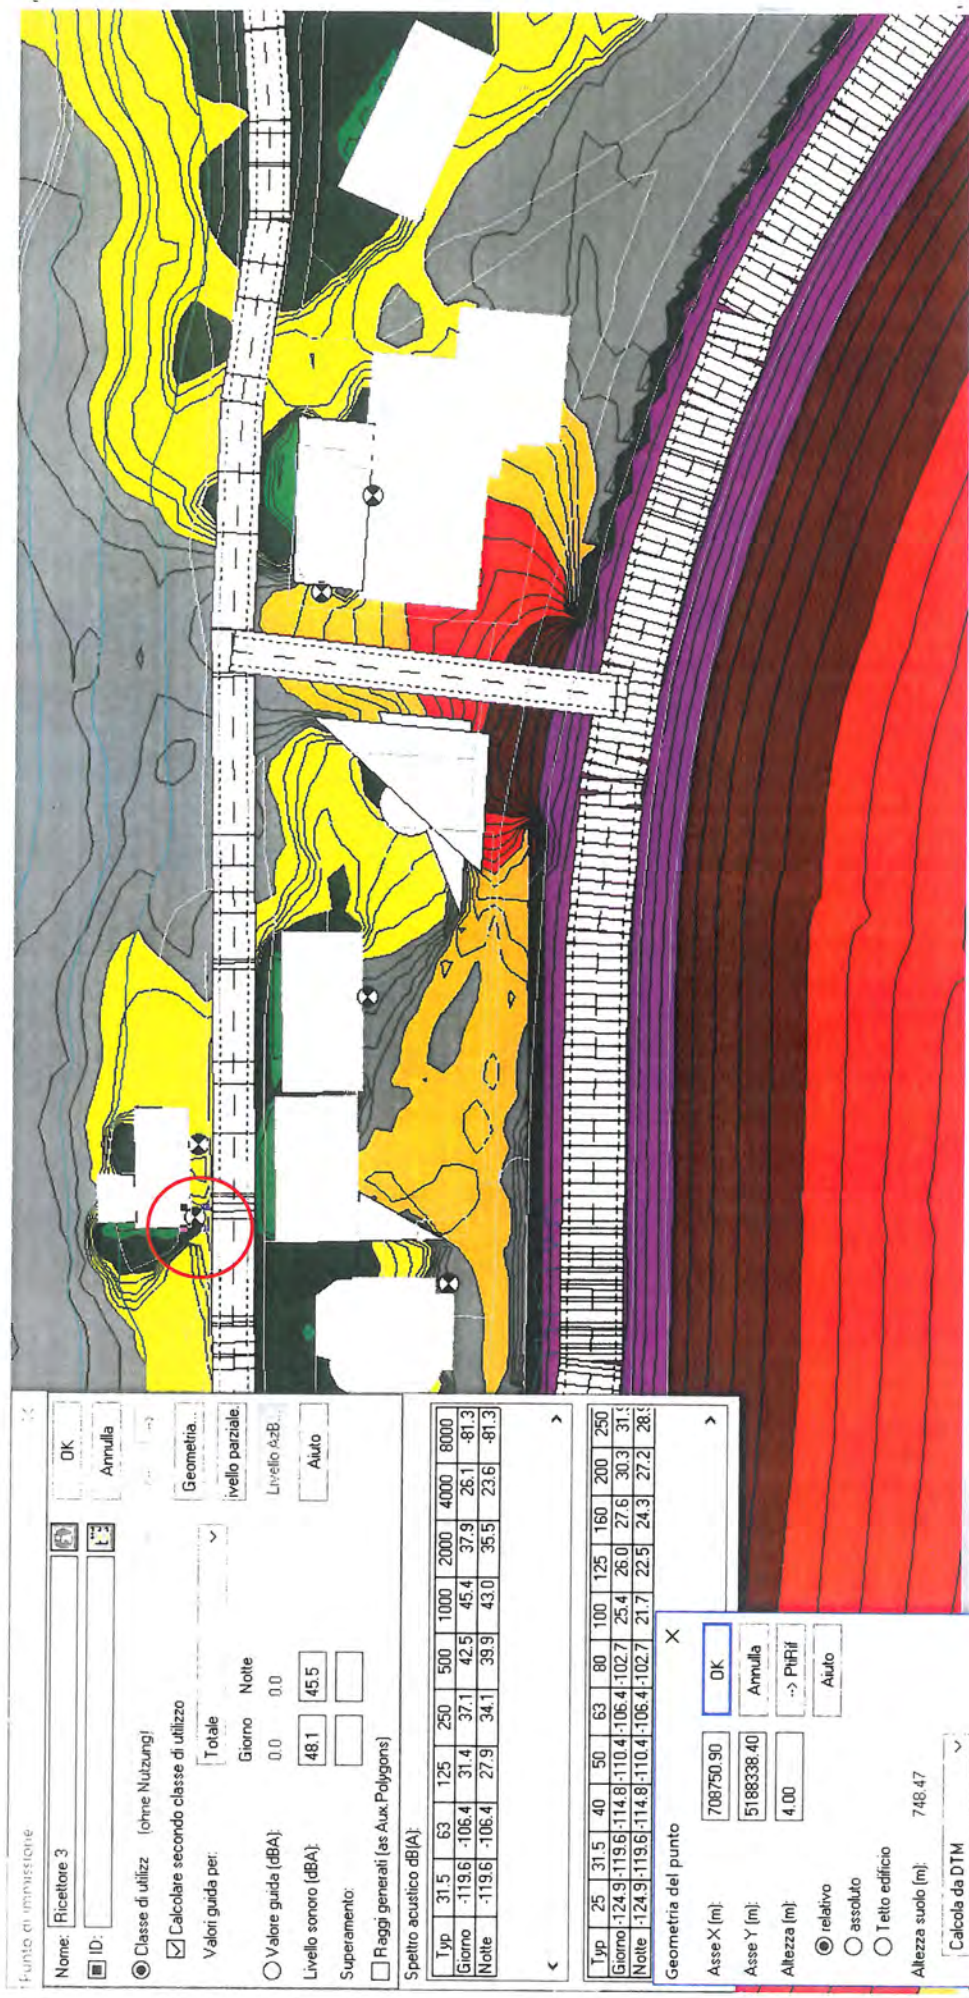 Punto di immissione
Nome: Ricettore 3
ID:
OK
Annulla
-->
Geometria...
ivello parziale.
Livello AzB...
Aiuto
Classe di utilizz (ohne Nutzung!
Calcolare secondo classe di utilizzo
Valori guida per: Totale
Giorno Notte
Valore guida (dBA): 0.0 0.0
Livello sonoro (dBA): 48.1 45.5
Superamento:
Raggi generati (as Aux.Polygons)
Spettro acustico dB(A):
Typ 31.5 63 125 250 500 1000 2000 4000 8000
Giorno -119.6 -106.4 31.4 37.1 42.5 45.4 37.9 26.1 -81.3
Notte -119.6 -106.4 27.9 34.1 39.9 43.0 35.5 23.6 -81.3
Typ 25 31.5 40 50 63 80 100 125 160 200 250
Giorno -124.9 -119.6 -114.8 -110.4 -106.4 -102.7 25.4 26.0 27.6 30.3 31.
Notte -124.9 -119.6 -114.8 -110.4 -106.4 -102.7 21.7 22.5 24.3 27.2 28.
Geometria del punto
Asse X (m): 708750.90
Asse Y (m): 5188338.40
Altezza (m): 4.00
OK
Annulla
--> PtiRif
Aiuto
relativo
assoluto
Tetto edificio
Altezza suolo (m): 748.47
Calcola da DTM